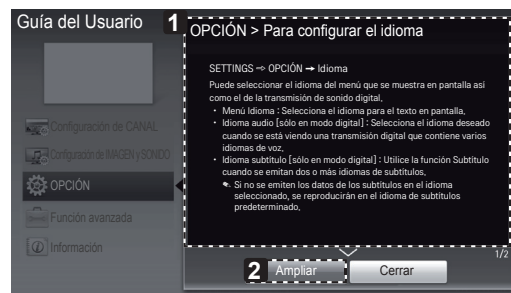 Guía del Usuario
1
OPCIÓN > Para configurar el idioma
SETTINGS ⇨ OPCIÓN ➙ Idioma
Puede seleccionar el idioma del menú que se muestra en pantalla así
como el de la transmisión de sonido digital.
• Menú Idioma : Selecciona el idioma para el texto en pantalla.
• Idioma audio [sólo en modo digital] : Selecciona el idioma deseado
cuando se está viendo una transmisión digital que contiene varios
idiomas de voz.
• Idioma subtítulo [sólo en modo digital] : Utilice la función Subtítulo
cuando se emitan dos o más idiomas de subtítulos.
Si no se emiten los datos de los subtítulos en el idioma
seleccionado, se reproducirán en el idioma de subtítulos
predeterminado.
Configuración de CANAL
Configuración de IMAGEN y SONIDO
OPCIÓN
Función avanzada
Información
1/2
2
Ampliar
Cerrar